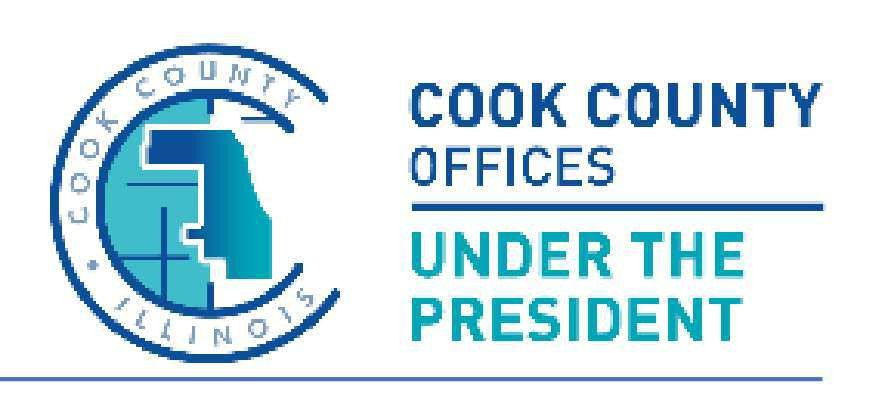 COOK COUNTY
ILLINOIS
COOK COUNTY
OFFICES
UNDER THE
PRESIDENT